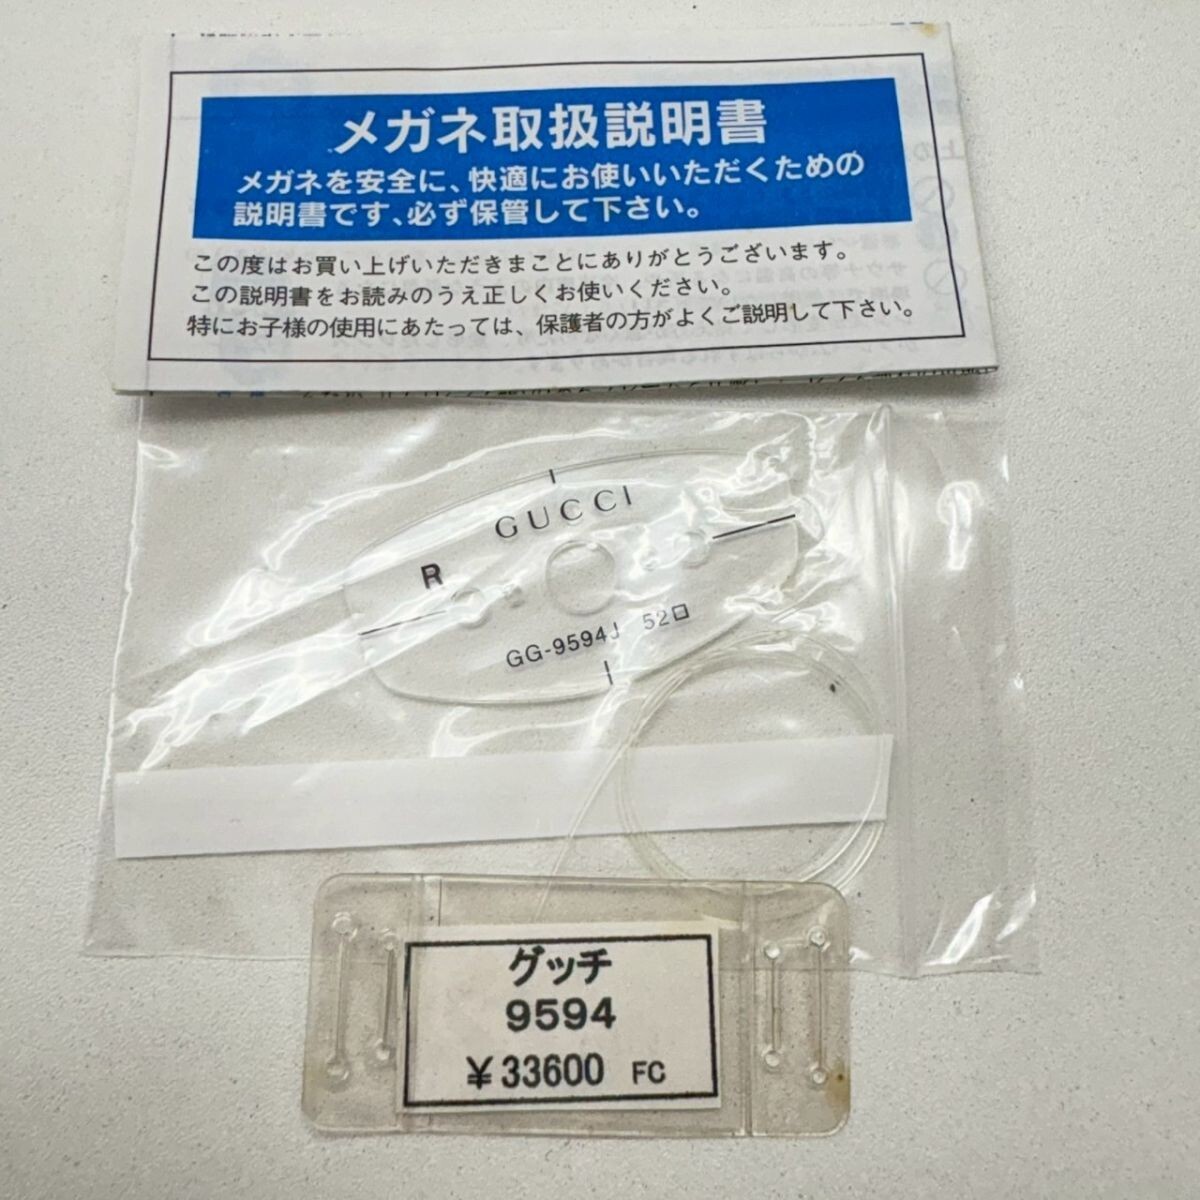 メガネ取扱説明書
メガネを安全に、快適にお使いいただくための
説明書です、必ず保管して下さい。
この度はお買い上げいただきまことにありがとうございます。
この説明書をお読みのうえ正しくお使いください。
特にお子様の使用にあたっては、保護者の方がよくご説明して下さい。
GUCCI
R
GG-9594J 52口
グッチ
9594
￥33600 FC